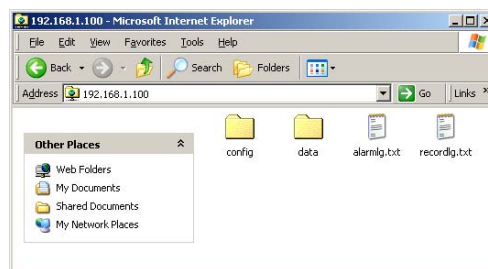 192.168.1.100 - Microsoft Internet Explorer
File Edit View Favorites Tools Help
Back Search Folders
Address 192.168.1.100 Go Links »
Other Places
Web Folders
My Documents
Shared Documents
My Network Places
config data alarmlg.txt recordlg.txt